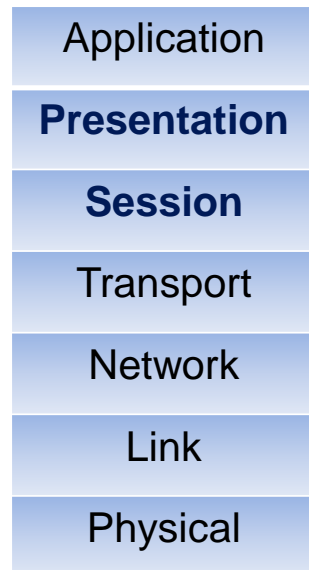 Application
Presentation
Session
Transport
Network
Link
Physical